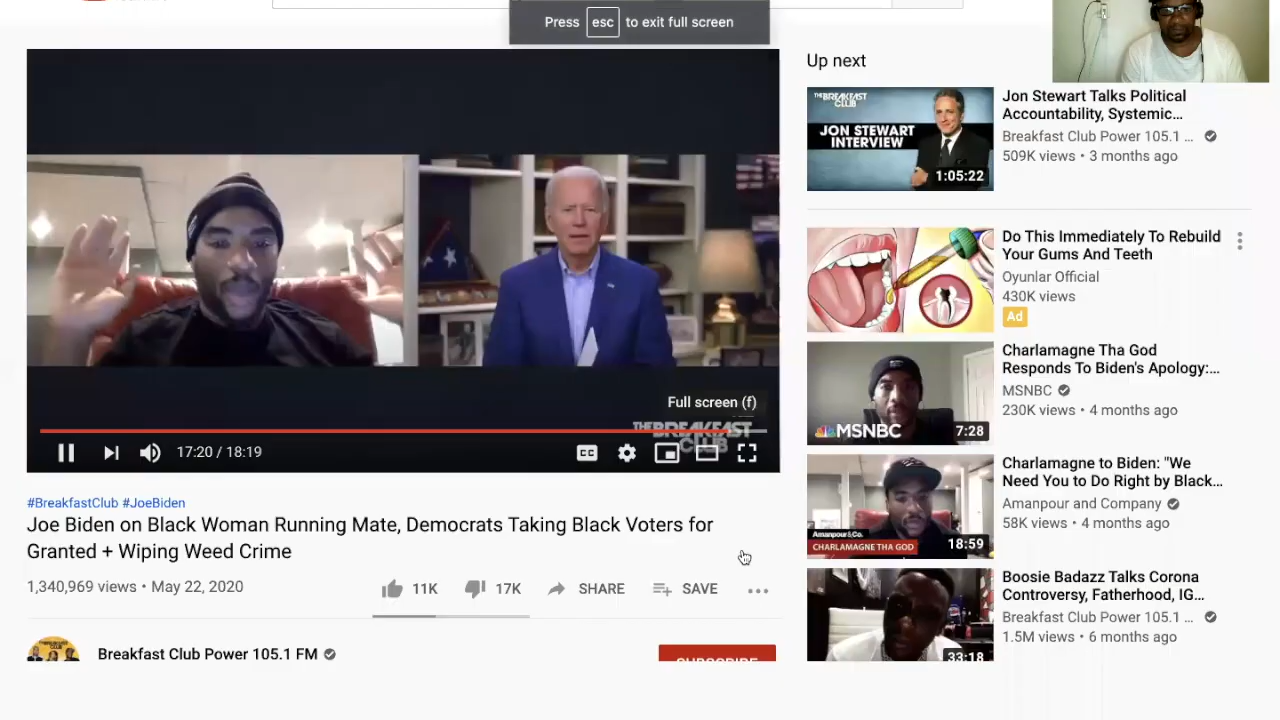 Press esc to exit full screen
Up next
THE BREAKFAST
CLUB
JON STEWART
INTERVIEW
1:05:22
Jon Stewart Talks Political
Accountability, Systemic...
Breakfast Club Power 105.1 ...
509K views • 3 months ago
Do This Immediately To Rebuild
Your Gums And Teeth
Oyunlar Official
430K views
Ad
Charlamagne Tha God
Responds To Biden's Apology:...
MSNBC
230K views • 4 months ago
MSNBC
7:28
Charlamagne to Biden: "We
Need You to Do Right by Black...
Amanpour and Company
58K views • 4 months ago
Amanpour&Co.
CHARLAMAGNE THA GOD
18:59
Boosie Badazz Talks Corona
Controversy, Fatherhood, IG...
Breakfast Club Power 105.1 ...
1.5M views • 6 months ago
33:18
Full screen (f)
THE BREAKFAST
CLUB
17:20 / 18:19
CC
#BreakfastClub #JoeBiden
Joe Biden on Black Woman Running Mate, Democrats Taking Black Voters for
Granted + Wiping Weed Crime
1,340,969 views • May 22, 2020
11K
17K
SHARE
SAVE
Breakfast Club Power 105.1 FM
SUBSCRIBE